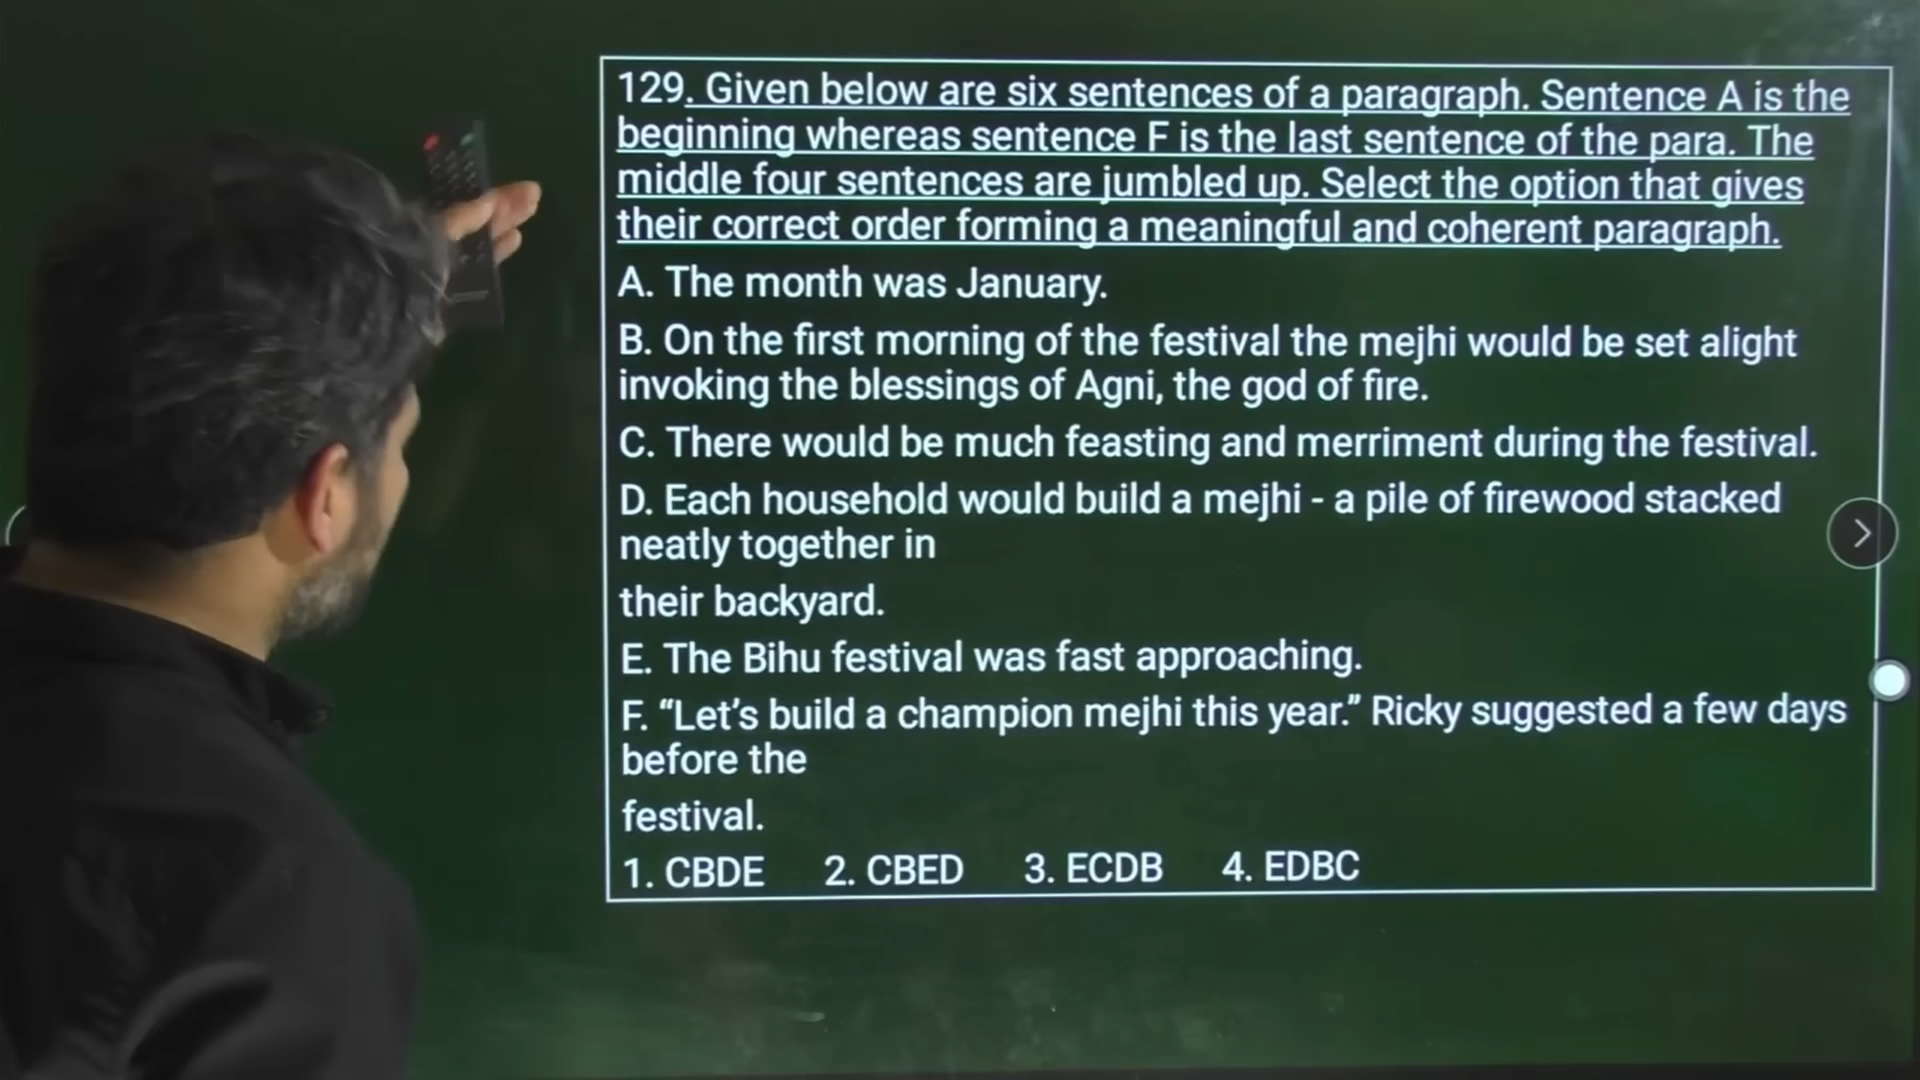 129. Given below are six sentences of a paragraph. Sentence A is the
beginning whereas sentence F is the last sentence of the para. The
middle four sentences are jumbled up. Select the option that gives
their correct order forming a meaningful and coherent paragraph.
A. The month was January.
B. On the first morning of the festival the mejhi would be set alight
invoking the blessings of Agni, the god of fire.
C. There would be much feasting and merriment during the festival.
D. Each household would build a mejhi - a pile of firewood stacked
neatly together in
their backyard.
E. The Bihu festival was fast approaching.
F. “Let’s build a champion mejhi this year.” Ricky suggested a few days
before the
festival.
1. CBDE 2. CBED 3. ECDB 4. EDBC